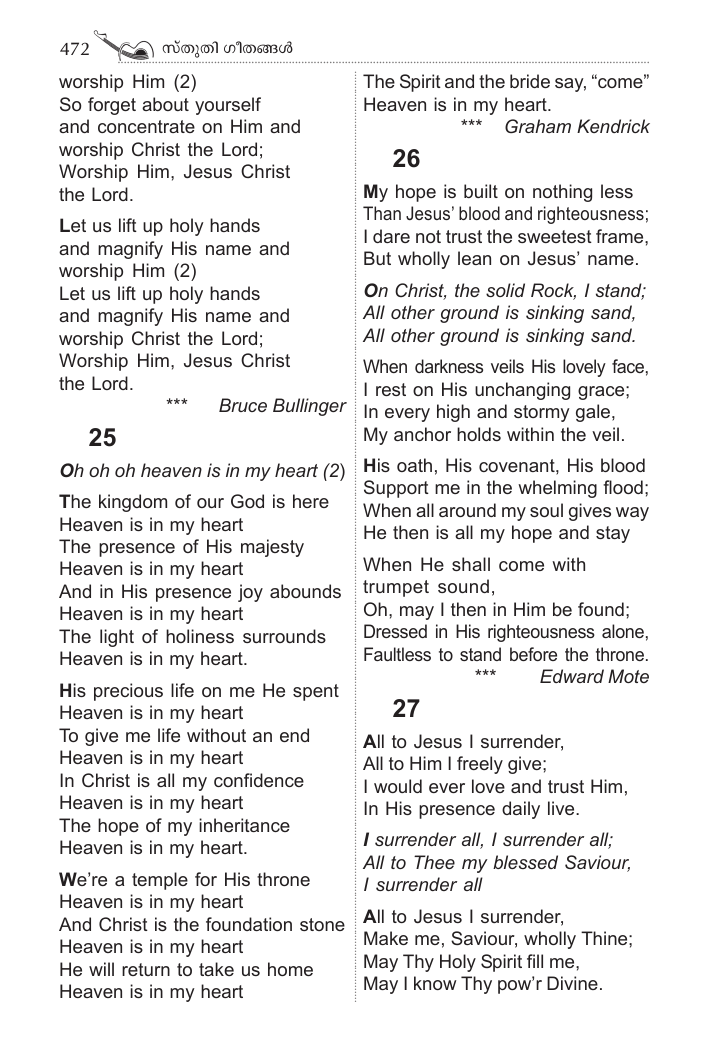 472 സ്തുതി ഗീതങ്ങൾ
worship Him (2)
So forget about yourself
and concentrate on Him and
worship Christ the Lord;
Worship Him, Jesus Christ
the Lord.
Let us lift up holy hands
and magnify His name and
worship Him (2)
Let us lift up holy hands
and magnify His name and
worship Christ the Lord;
Worship Him, Jesus Christ
the Lord.
*** Bruce Bullinger
25
Oh oh oh heaven is in my heart (2)
The kingdom of our God is here
Heaven is in my heart
The presence of His majesty
Heaven is in my heart
And in His presence joy abounds
Heaven is in my heart
The light of holiness surrounds
Heaven is in my heart.
His precious life on me He spent
Heaven is in my heart
To give me life without an end
Heaven is in my heart
In Christ is all my confidence
Heaven is in my heart
The hope of my inheritance
Heaven is in my heart.
We're a temple for His throne
Heaven is in my heart
And Christ is the foundation stone
Heaven is in my heart
He will return to take us home
Heaven is in my heart
The Spirit and the bride say, “come”
Heaven is in my heart.
*** Graham Kendrick
26
My hope is built on nothing less
Than Jesus’ blood and righteousness;
I dare not trust the sweetest frame,
But wholly lean on Jesus’ name.
On Christ, the solid Rock, I stand;
All other ground is sinking sand,
All other ground is sinking sand.
When darkness veils His lovely face,
I rest on His unchanging grace;
In every high and stormy gale,
My anchor holds within the veil.
His oath, His covenant, His blood
Support me in the whelming flood;
When all around my soul gives way
He then is all my hope and stay
When He shall come with
trumpet sound,
Oh, may I then in Him be found;
Dressed in His righteousness alone,
Faultless to stand before the throne.
*** Edward Mote
27
All to Jesus I surrender,
All to Him I freely give;
I would ever love and trust Him,
In His presence daily live.
I surrender all, I surrender all;
All to Thee my blessed Saviour,
I surrender all
All to Jesus I surrender,
Make me, Saviour, wholly Thine;
May Thy Holy Spirit fill me,
May I know Thy pow’r Divine.